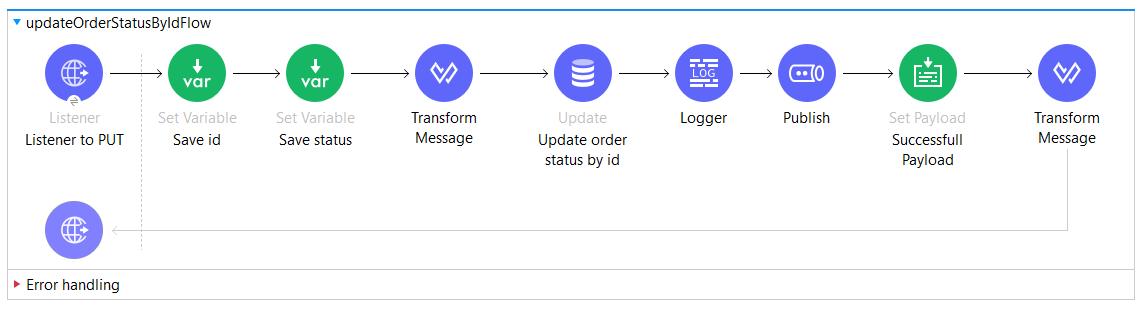 updateOrderStatusByIdFlow
var
var
LOG
Listener
Listener to PUT
Set Variable
Save id
Set Variable
Save status
Transform
Message
Update
Update order
status by id
Logger
Publish
Set Payload
Successfull
Payload
Transform
Message
Error handling